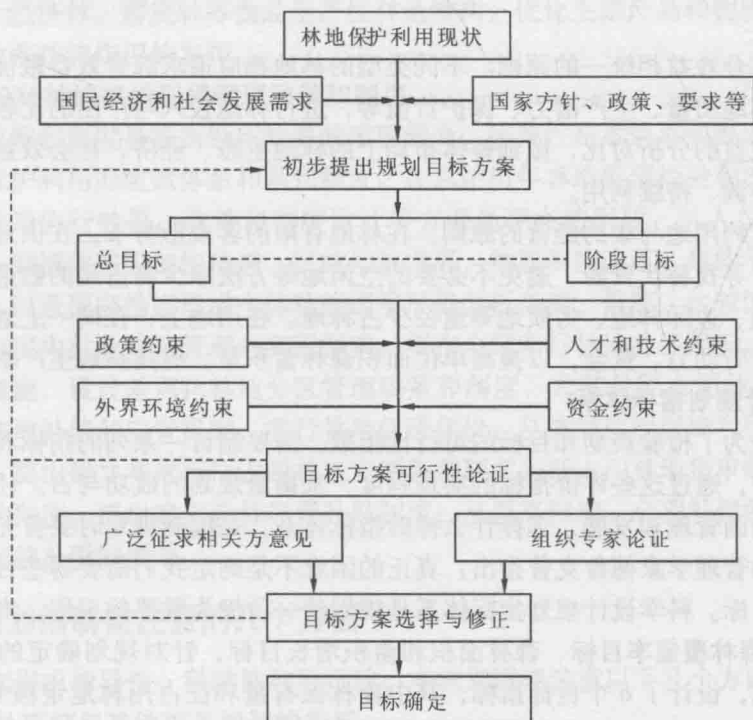 林地保护利用现状
国民经济和社会发展需求
国家方针、政策、要求等
初步提出规划目标方案
总目标
阶段目标
政策约束
人才和技术约束
外界环境约束
资金约束
目标方案可行性论证
广泛征求相关方意见
组织专家论证
目标方案选择与修正
目标确定